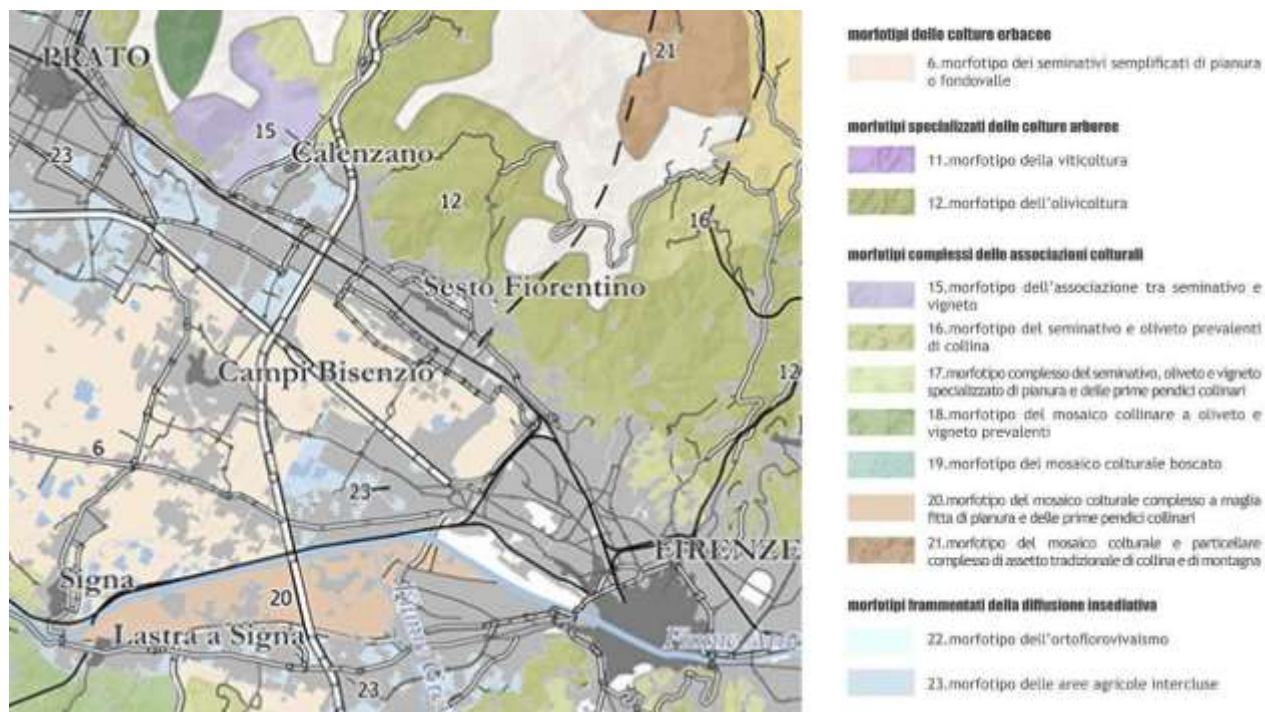 PRATO
21
15
23
Calenzano
12
16
Sesto Fiorentino
Campi Bisenzio
12
6
23
FIRENZE
Signa
20
Lastra a Signa
23
morfotipi delle colture erbacee
6.morfotipo dei seminativi semplificati di pianura
o fondovalle
morfotipi specializzati delle colture arboree
11.morfotipo della viticoltura
12.morfotipo dell'olivicoltura
morfotipi complessi delle associazioni colturali
15.morfotipo dell'associazione tra seminativo e
vigneto
16.morfotipo del seminativo e oliveto prevalenti
di collina
17.morfotipo complesso del seminativo, oliveto e vigneto
specializzato di pianura e delle prime pendici collinari
18.morfotipo del mosaico collinare a oliveto e
vigneto prevalenti
19.morfotipo del mosaico colturale boscato
20.morfotipo del mosaico colturale complesso a maglia
fitta di pianura e delle prime pendici collinari
21.morfotipo del mosaico colturale e particellare
complesso di assetto tradizionale di collina e di montagna
morfotipi frammentati della diffusione insediativa
22.morfotipo dell'ortoflorovivaismo
23.morfotipo delle aree agricole intercluse